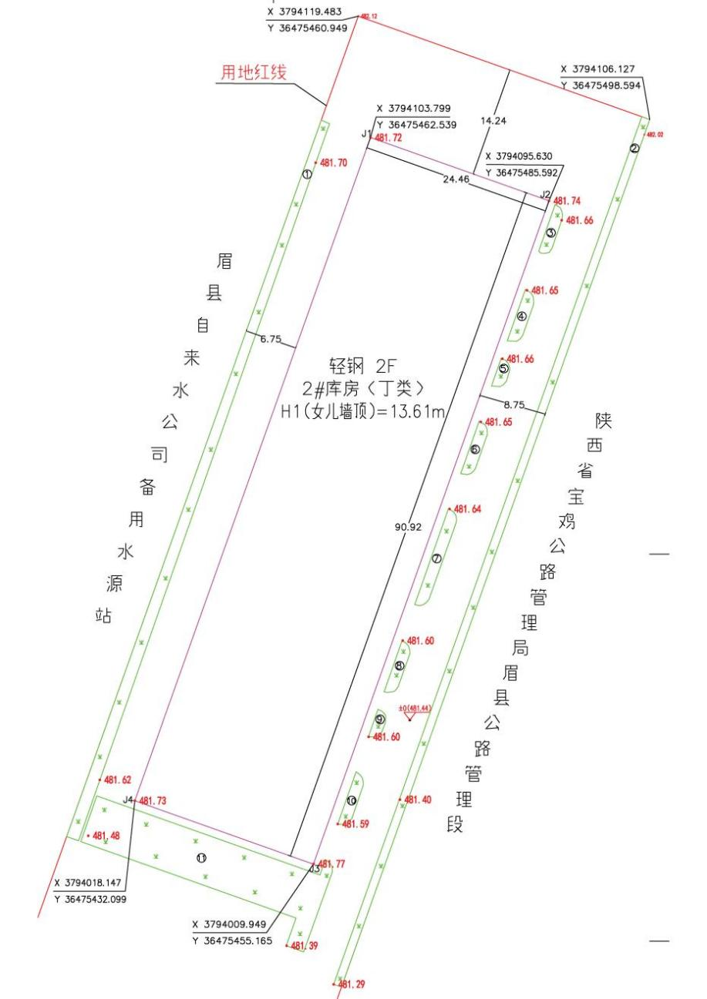 X 3794119.483
Y 36475460.949
482.12
用地红线
X 3794106.127
Y 36475498.594
482.02
②
X 3794103.799
Y 36475462.539
J1
481.72
14.24
①
481.70
X 3794095.630
Y 36475485.592
24.46
J2
481.74
481.66
③
眉县自来水公司备用水源站
481.65
④
6.75
481.66
⑤
轻钢 2F
2#库房〈丁类〉
H1(女儿墙顶)=13.61m
8.75
481.65
⑥
陕西省宝鸡公路管理局眉县公路管理段
481.64
90.92
⑦
481.60
⑧
±0(481.44)
⑨
481.60
481.62
J4
481.73
⑩
481.40
481.59
481.48
⑪
481.77
J3
X 3794018.147
Y 36475432.099
X 3794009.949
Y 36475455.165
481.39
481.29